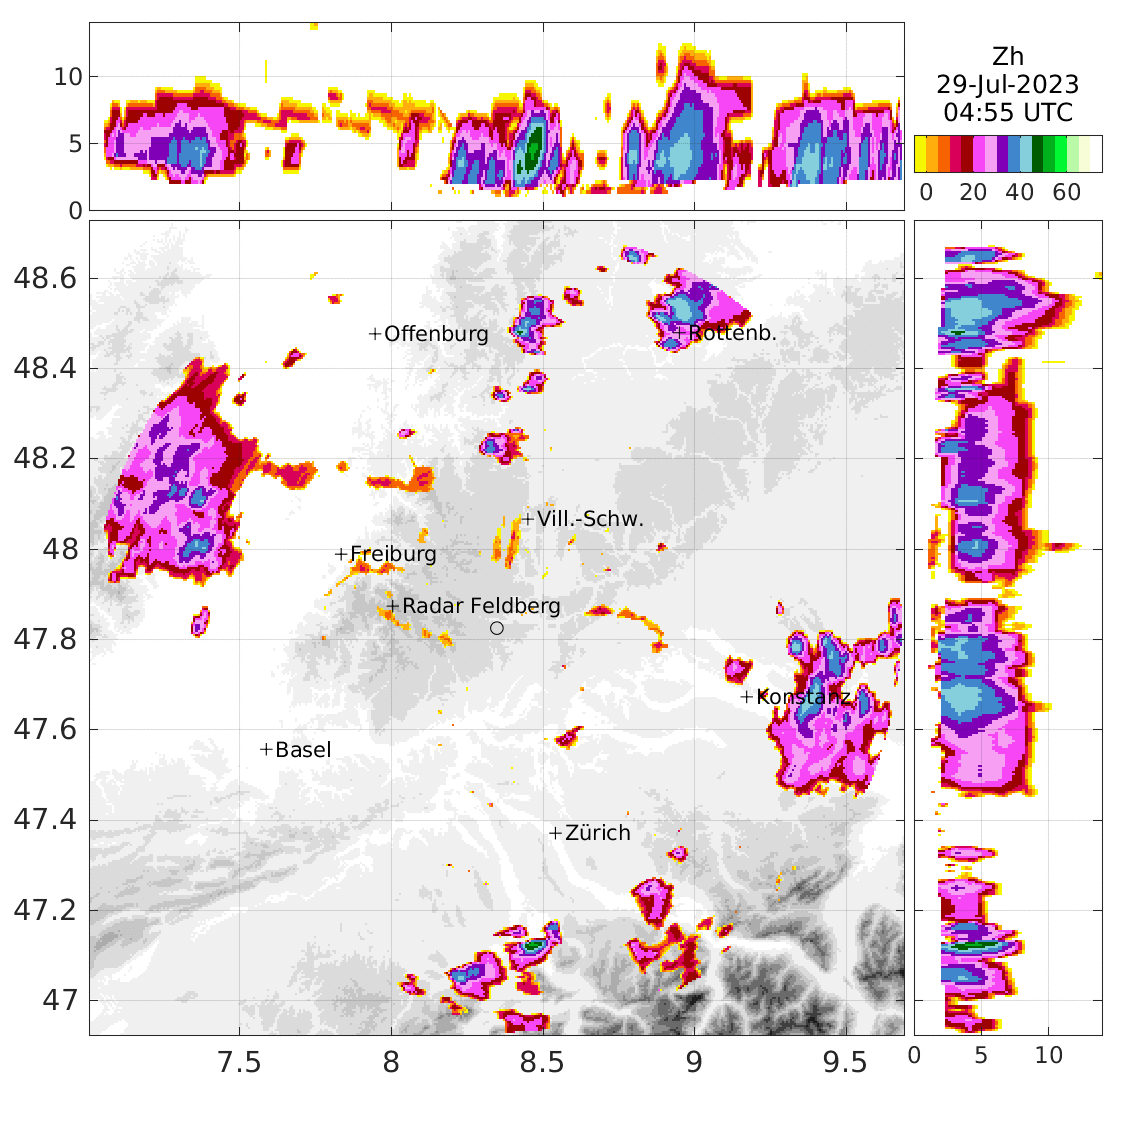 10
5
0
Zh
29-Jul-2023
04:55 UTC
0 20 40 60
48.6
48.4
48.2
48
47.8
47.6
47.4
47.2
47
Offenburg
Rottenb.
Vill.-Schw.
Freiburg
Radar Feldberg
Konstanz
Basel
Zürich
7.5 8 8.5 9 9.5
0 5 10